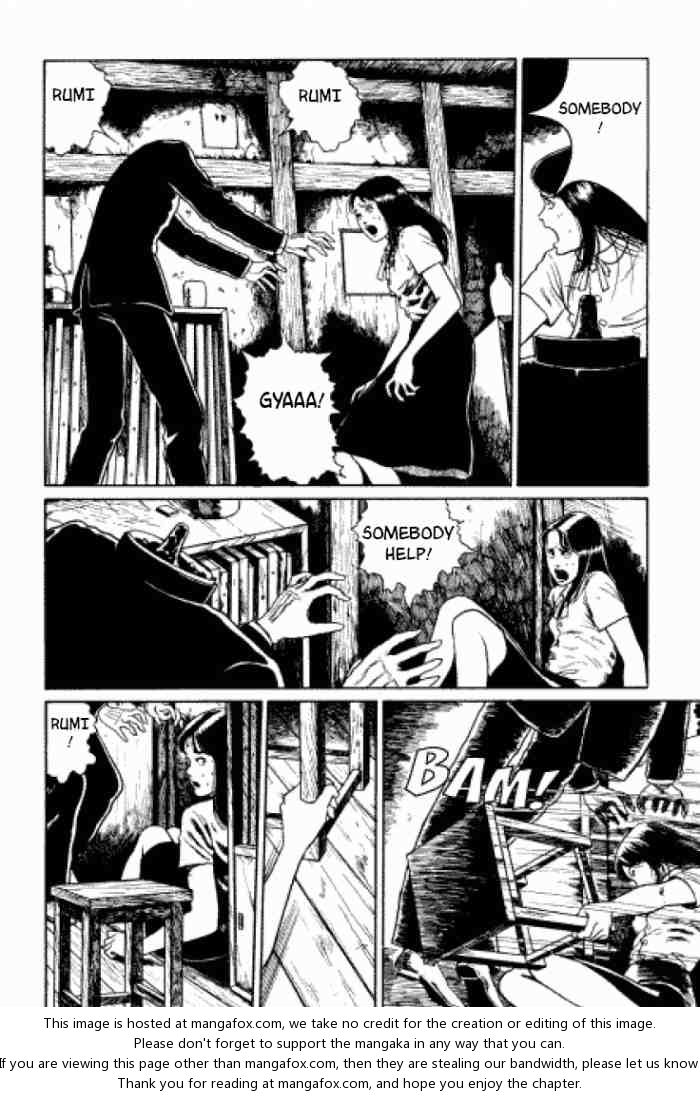 RUMI
RUMI
GYAAA!
SOMEBODY
!
SOMEBODY
HELP!
RUMI
!
BAM!
This image is hosted at mangafox.com, we take no credit for the creation or editing of this image.
Please don't forget to support the mangaka in any way that you can.
If you are viewing this page other than mangafox.com, then they are stealing our bandwidth, please let us know
Thank you for reading at mangafox.com, and hope you enjoy the chapter.